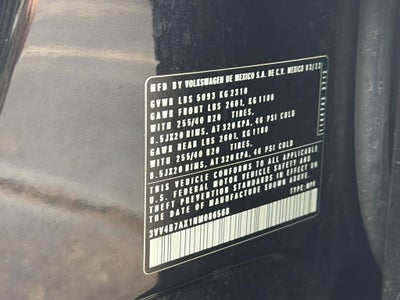 MFD BY VOLKSWAGEN DE MEXICO S.A. DE C.V. MEXICO 03/22
GVWR LBS 5093 KG 2310
GAWR FRONT LBS 2601, KG 1180
WITH 255/40 R20 TIRES.
8.5JX20 RIMS, AT 320 KPA, 46 PSI COLD
GAWR REAR LBS 2601, KG 1180
WITH 255/40 R20 TIRES.
8.5JX20 RIMS, AT 320 KPA, 46 PSI COLD
THIS VEHICLE CONFORMS TO ALL APPLICABLE
U.S. FEDERAL MOTOR VEHICLE SAFETY AND
THEFT PREVENTION STANDARDS IN EFFECT ON
THE DATE OF MANUFACTURE SHOWN ABOVE.
TYPE: MPV
3VV4B7AX1NM086568